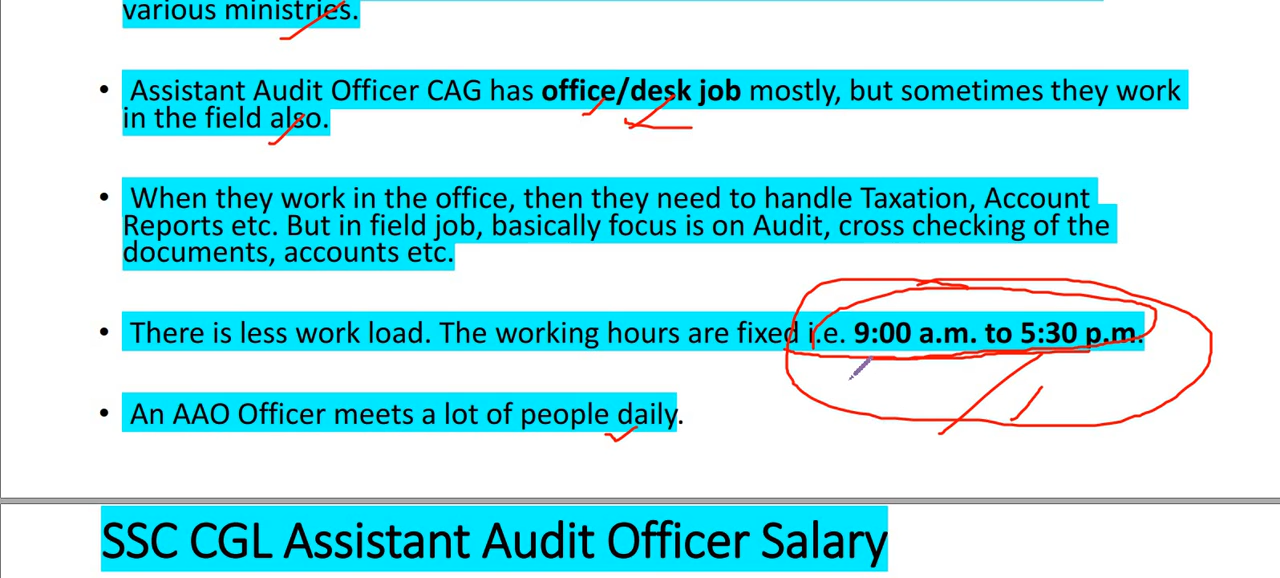 various ministries.
• Assistant Audit Officer CAG has office/desk job mostly, but sometimes they work
in the field also.
• When they work in the office, then they need to handle Taxation, Account
Reports etc. But in field job, basically focus is on Audit, cross checking of the
documents, accounts etc.
• There is less work load. The working hours are fixed i.e. 9:00 a.m. to 5:30 p.m.
• An AAO Officer meets a lot of people daily.
SSC CGL Assistant Audit Officer Salary